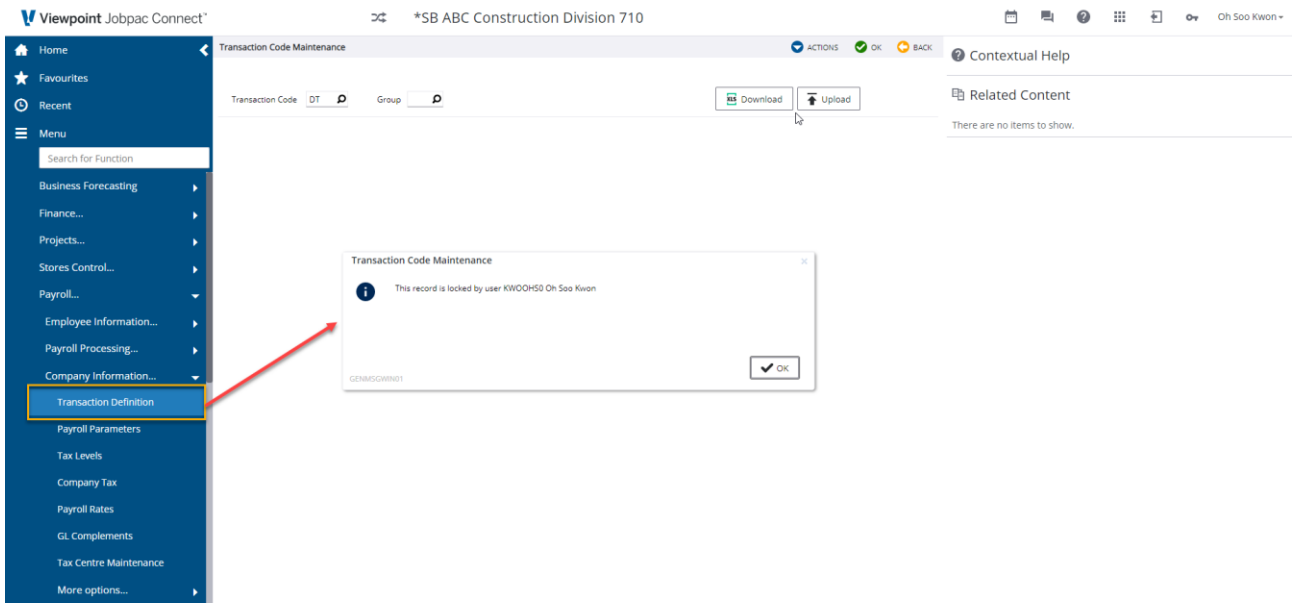 Viewpoint Jobpac Connect™
*SB ABC Construction Division 710
Oh Soo Kwon
Home
Favourites
Recent
Menu
Search for Function
Business Forecasting
Finance...
Projects...
Stores Control...
Payroll...
Employee Information...
Payroll Processing...
Company Information...
Transaction Definition
Payroll Parameters
Tax Levels
Company Tax
Payroll Rates
GL Complements
Tax Centre Maintenance
More options...
Transaction Code Maintenance
ACTIONS OK BACK
Transaction Code DT Group
XLS Download Upload
Transaction Code Maintenance
This record is locked by user KWOOHS0 Oh Soo Kwon
OK
GENMSGWIN01
Contextual Help
Related Content
There are no items to show.